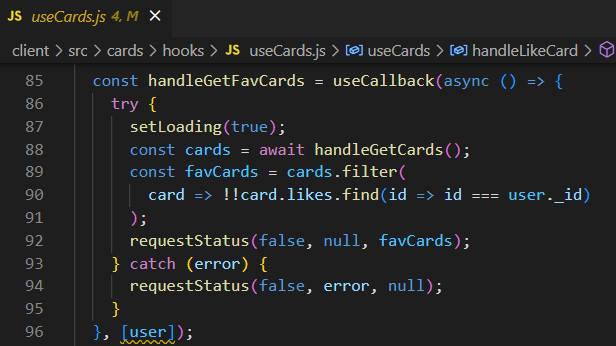 JS useCards.js 4, M ×
client > src > cards > hooks > JS useCards.js > useCards > handleLikeCard >
85 const handleGetFavCards = useCallback(async () => {
86 try {
87 setLoading(true);
88 const cards = await handleGetCards();
89 const favCards = cards.filter(
90 card => !!card.likes.find(id => id === user._id)
91 );
92 requestStatus(false, null, favCards);
93 } catch (error) {
94 requestStatus(false, error, null);
95 }
96 }, [user]);